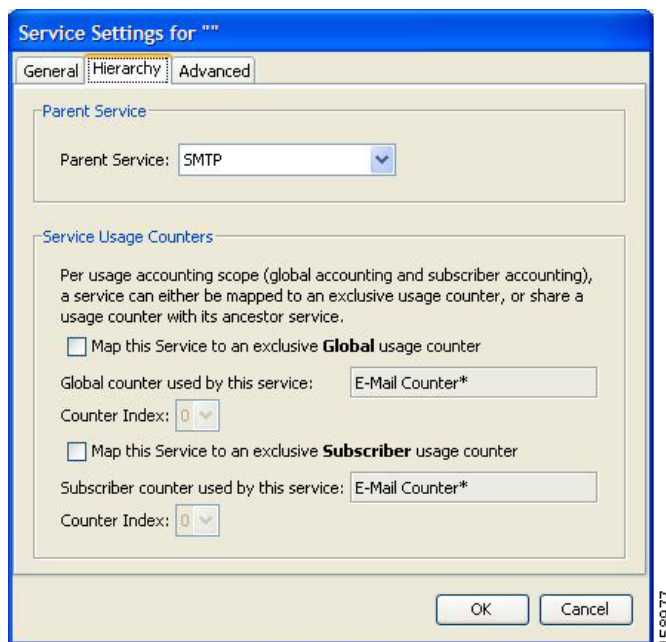 Service Settings for ""
General Hierarchy Advanced
Parent Service
Parent Service: SMTP
Service Usage Counters
Per usage accounting scope (global accounting and subscriber accounting),
a service can either be mapped to an exclusive usage counter, or share a
usage counter with its ancestor service.
Map this Service to an exclusive Global usage counter
Global counter used by this service: E-Mail Counter*
Counter Index: 0
Map this Service to an exclusive Subscriber usage counter
Subscriber counter used by this service: E-Mail Counter*
Counter Index: 0
OK Cancel